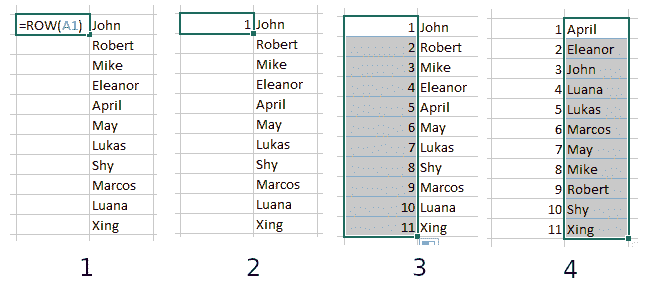 =ROW(A1) John
Robert
Mike
Eleanor
April
May
Lukas
Shy
Marcos
Luana
Xing
1
1 John
Robert
Mike
Eleanor
April
May
Lukas
Shy
Marcos
Luana
Xing
2
1 John
2 Robert
3 Mike
4 Eleanor
5 April
6 May
7 Lukas
8 Shy
9 Marcos
10 Luana
11 Xing
3
1 April
2 Eleanor
3 John
4 Luana
5 Lukas
6 Marcos
7 May
8 Mike
9 Robert
10 Shy
11 Xing
4